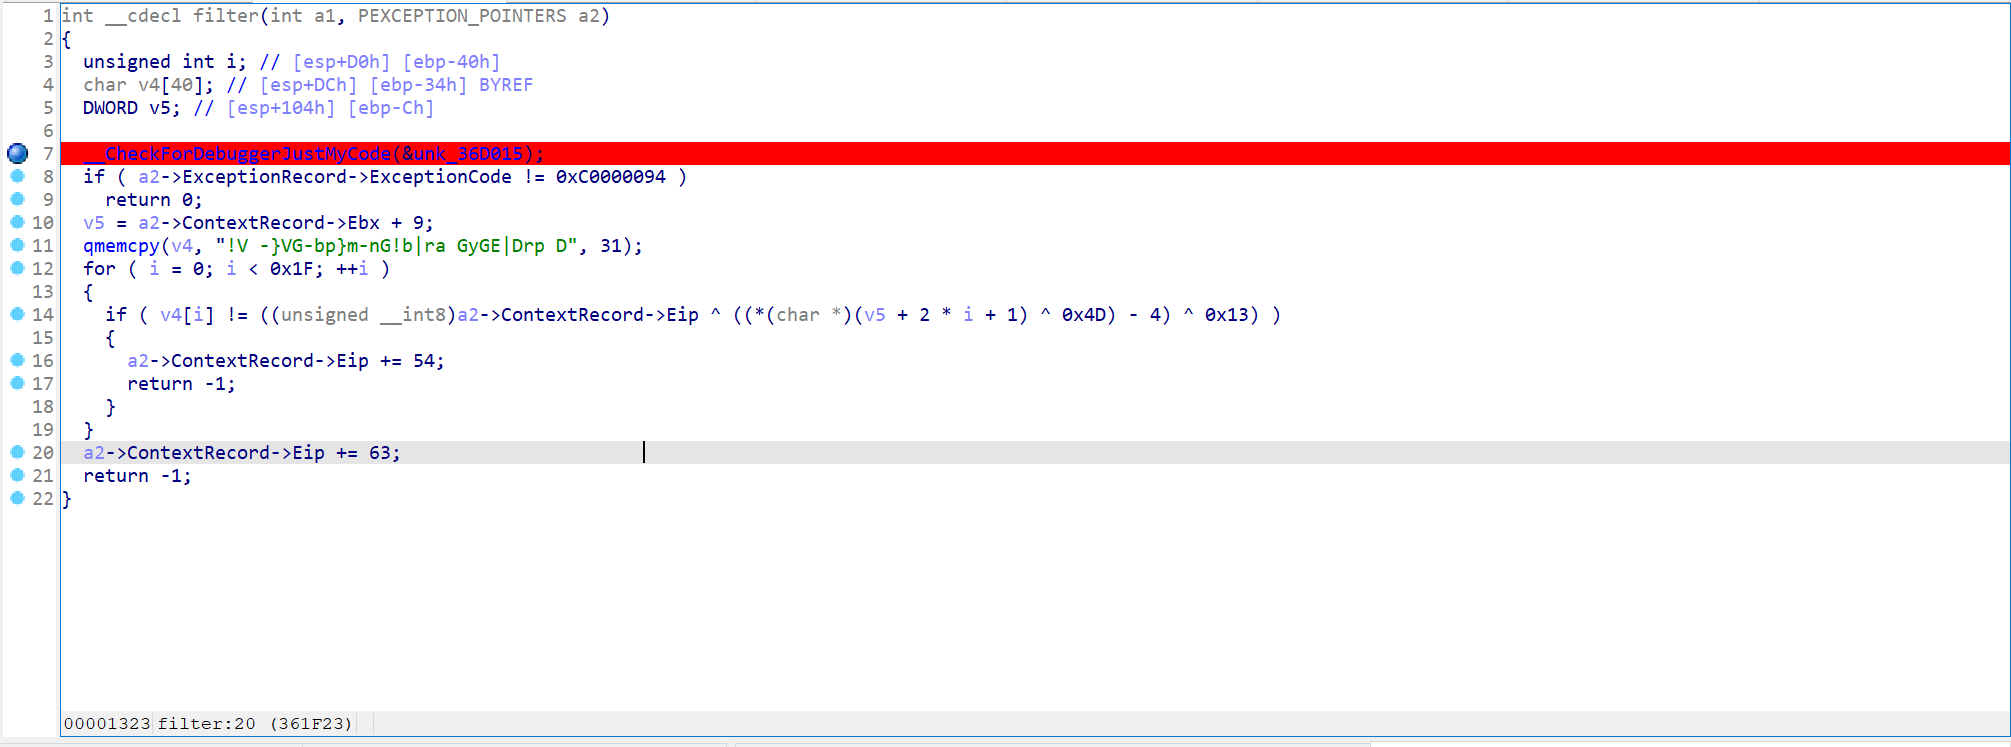 1 int __cdecl filter(int a1, PEXCEPTION_POINTERS a2)
2 {
3   unsigned int i; // [esp+D0h] [ebp-40h]
4   char v4[40]; // [esp+DCh] [ebp-34h] BYREF
5   DWORD v5; // [esp+104h] [ebp-Ch]
6
7   __CheckForDebuggerJustMyCode(&unk_36D015);
8   if ( a2->ExceptionRecord->ExceptionCode != 0xC0000094 )
9     return 0;
10   v5 = a2->ContextRecord->Ebx + 9;
11   qmemcpy(v4, "!V -}VG-bp}m-nG!b|ra GyGE|Drp D", 31);
12   for ( i = 0; i < 0x1F; ++i )
13   {
14     if ( v4[i] != ((unsigned __int8)a2->ContextRecord->Eip ^ ((*(char *)(v5 + 2 * i + 1) ^ 0x4D) - 4) ^ 0x13) )
15     {
16       a2->ContextRecord->Eip += 54;
17       return -1;
18     }
19   }
20   a2->ContextRecord->Eip += 63;
21   return -1;
22 }
00001323 filter:20 (361F23)